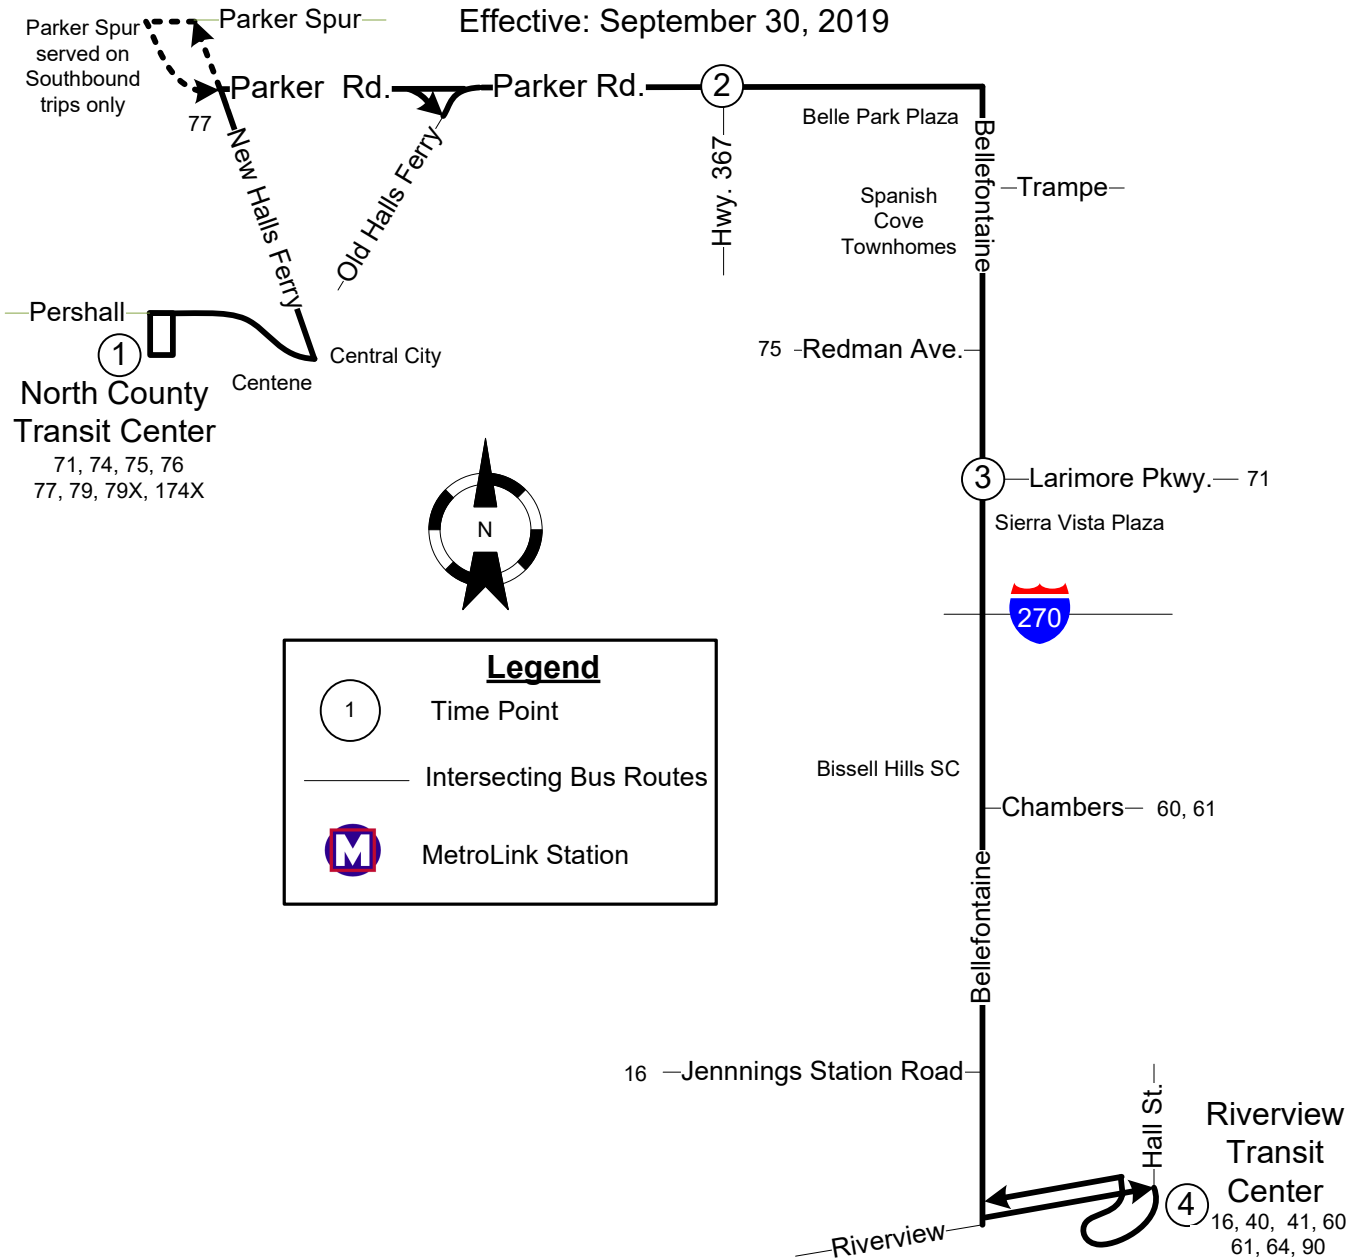 Effective: September 30, 2019
Parker Spur
served on
Southbound
trips only
Parker Spur
Parker Rd.
Parker Rd.
2
77
New Halls Ferry
Old Halls Ferry
Hwy. 367
Belle Park Plaza
Bellefontaine
Trampe
Spanish
Cove
Townhomes
Pershall
1
Central City
Centene
North County
Transit Center
71, 74, 75, 76
77, 79, 79X, 174X
75
Redman Ave.
3
Larimore Pkwy.
71
Sierra Vista Plaza
N
270
Legend
1
Time Point
Intersecting Bus Routes
M
MetroLink Station
Bissell Hills SC
Chambers
60, 61
Bellefontaine
16
Jennnings Station Road
Hall St.
Riverview
Transit
Center
4
16, 40, 41, 60
61, 64, 90
Riverview